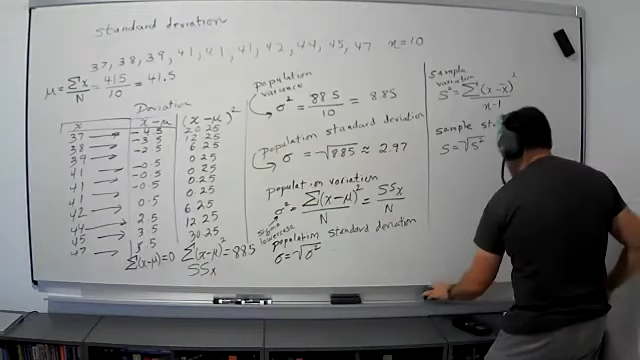 standard deviation
37, 38, 39, 41, 41, 41, 42, 44, 45, 47 n=10
μ = Σx/N = 415/10 = 41.5
Deviation
x x-μ (x-μ)²
37 -4.5 20.25
38 -3.5 12.25
39 -2.5 6.25
41 -0.5 0.25
41 -0.5 0.25
41 -0.5 0.25
42 0.5 0.25
44 2.5 6.25
45 3.5 12.25
47 5.5 30.25
Σ(x-μ)=0 Σ(x-μ)² = 88.5
SSx
population variance
σ² = 88.5/10 = 8.85
population standard deviation
σ = √8.85 ≈ 2.97
population variation
σ² = Σ(x-μ)²/N = SSx/N
sigma lowercase
population standard deviation
σ=√σ²
Sample variation
S² = Σ(x-x̄)²/n-1
sample
S=√S²